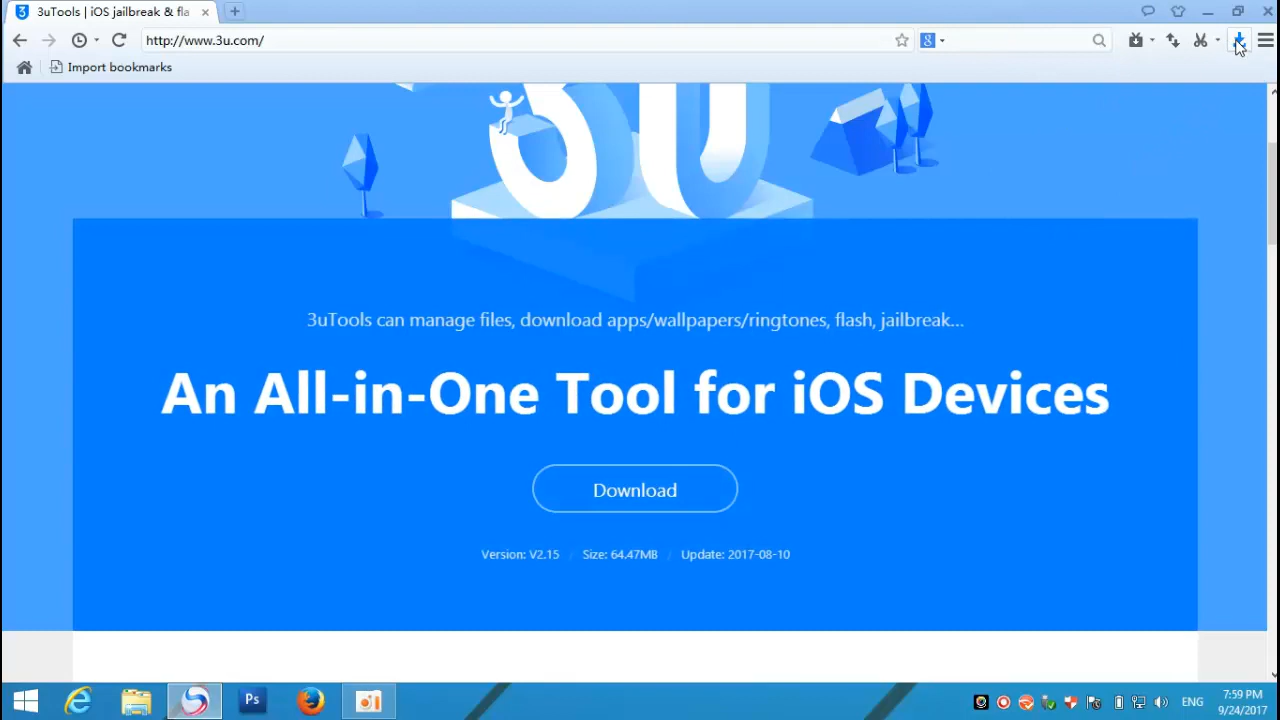 3uTools | iOS jailbreak & fla
http://www.3u.com/
Import bookmarks
3U
3uTools can manage files, download apps/wallpapers/ringtones, flash, jailbreak...
An All-in-One Tool for iOS Devices
Download
Version: V2.15 / Size: 64.47MB / Update: 2017-08-10
Ps
ENG
7:59 PM
9/24/2017